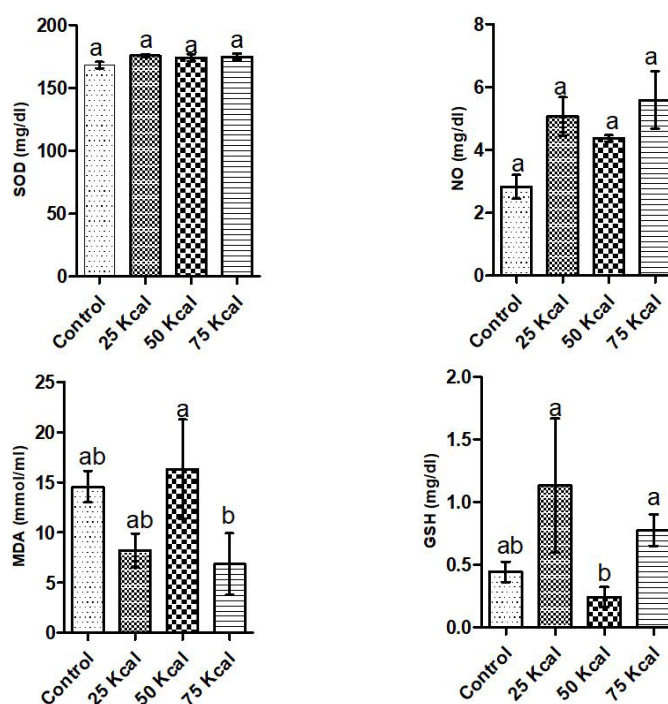 SOD (mg/dl)
200
150
100
50
0
a a a a
Control 25 Kcal 50 Kcal 75 Kcal
NO (mg/dl)
8
6
4
2
0
a a a a
Control 25 Kcal 50 Kcal 75 Kcal
MDA (mmol/ml)
25
20
15
10
5
0
ab ab a b
Control 25 Kcal 50 Kcal 75 Kcal
GSH (mg/dl)
2.0
1.5
1.0
0.5
0.0
ab a b a
Control 25 Kcal 50 Kcal 75 Kcal